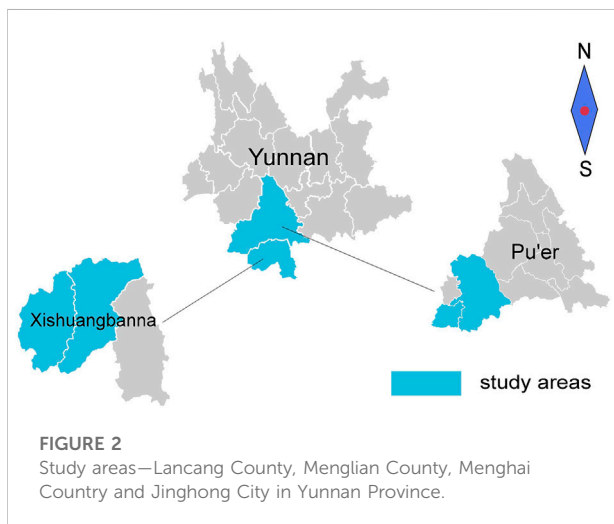 N
Yunnan
S
Pu'er
Xishuangbanna
study areas
FIGURE 2
Study areas—Lancang County, Menglian County, Menghai
Country and Jinghong City in Yunnan Province.